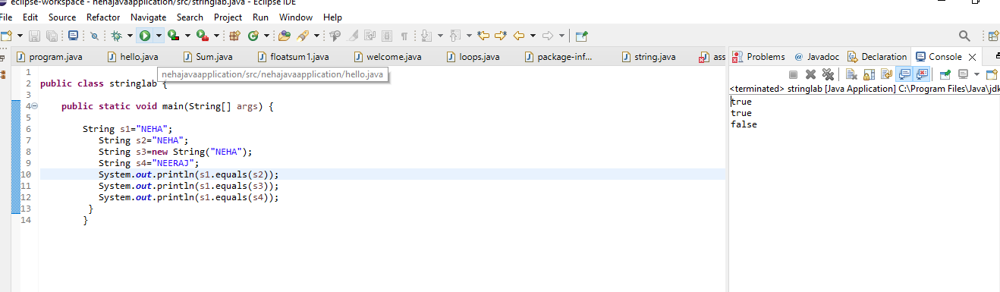 eclipse-workspace - nehajavaapplication/src/stringlab.java - Eclipse IDE
File Edit Source Refactor Navigate Search Project Run Window Help
program.java hello.java Sum.java floatsum1.java welcome.java loops.java package-inf... string.java ass
nehajavaapplication/src/nehajavaapplication/hello.java
1
2 public class stringlab {
3
4 public static void main(String[] args) {
5
6 String s1="NEHA";
7 String s2="NEHA";
8 String s3=new String("NEHA");
9 String s4="NEERAJ";
10 System.out.println(s1.equals(s2));
11 System.out.println(s1.equals(s3));
12 System.out.println(s1.equals(s4));
13 }
14 }
Problems @ Javadoc Declaration Console
<terminated> stringlab [Java Application] C:\Program Files\Java\jdk
true
true
false